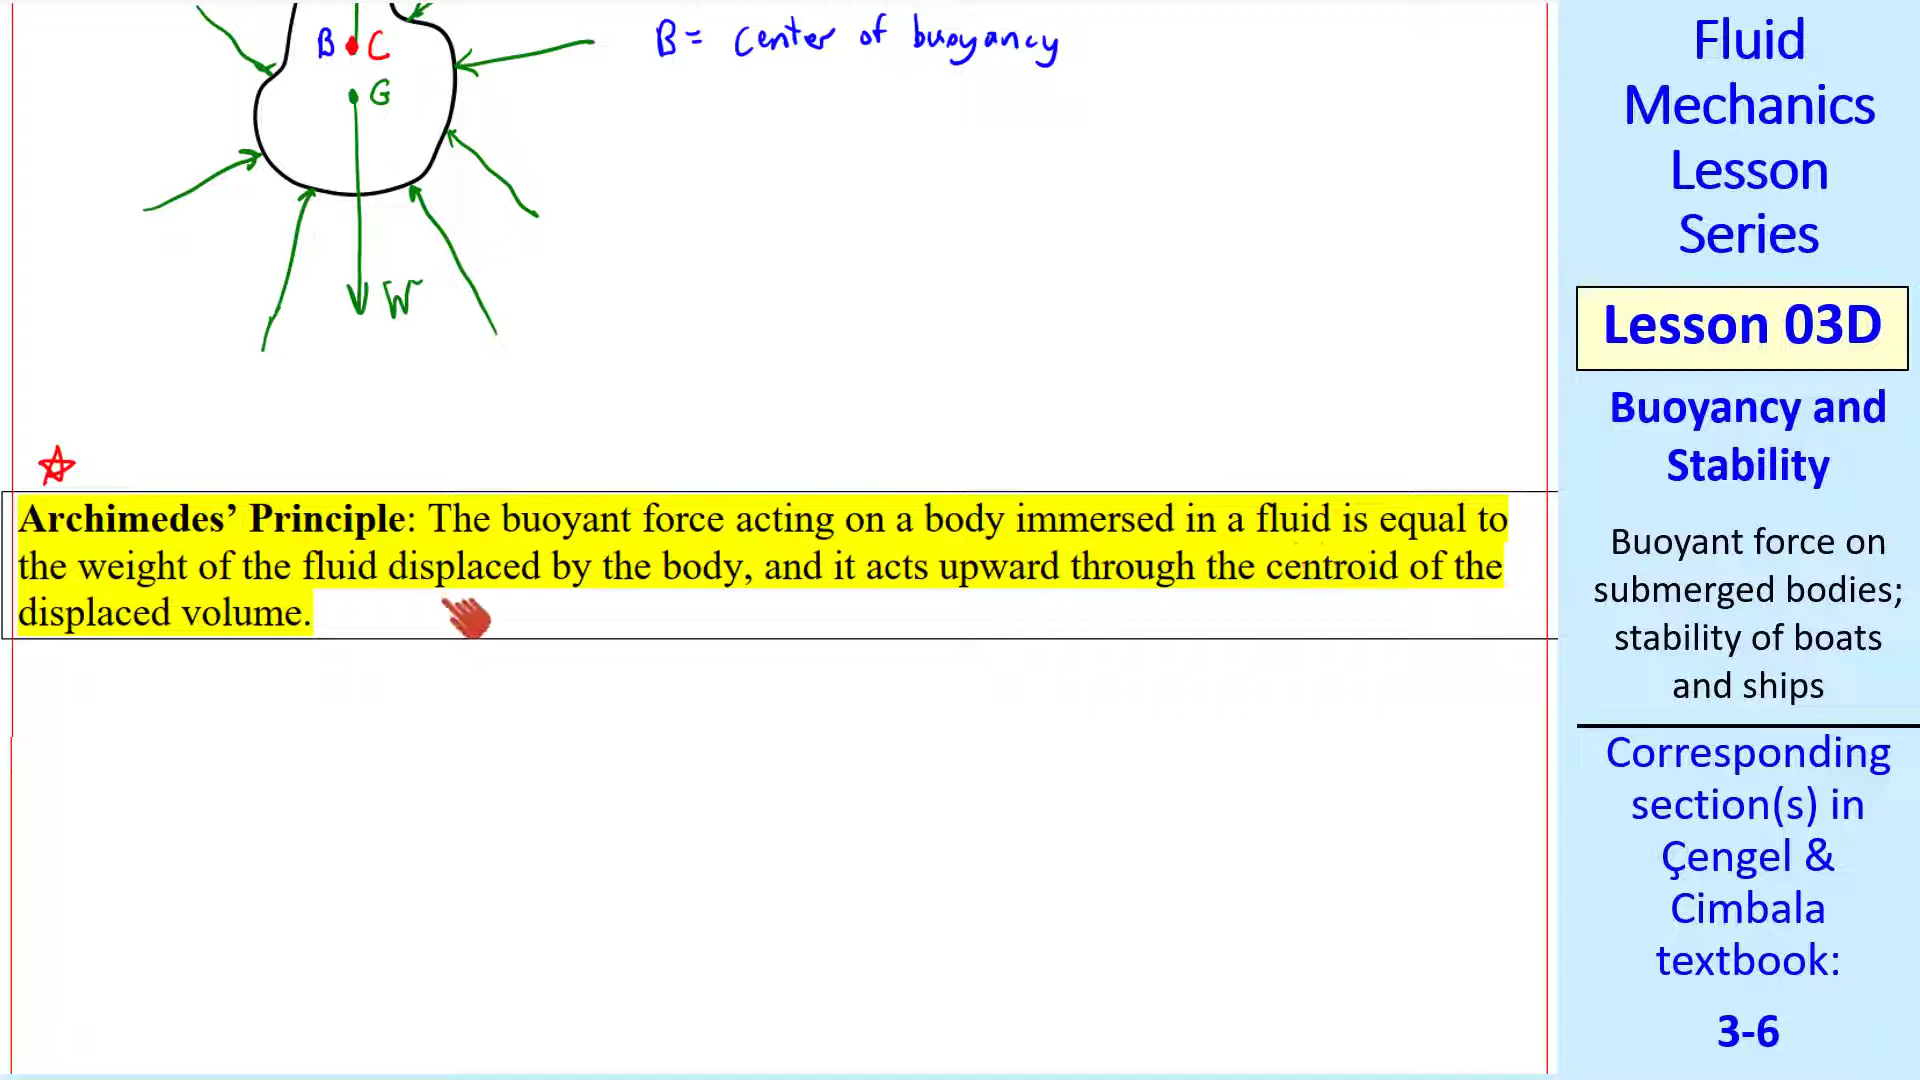 B C
B = center of buoyancy
G
W
Archimedes’ Principle: The buoyant force acting on a body immersed in a fluid is equal to
the weight of the fluid displaced by the body, and it acts upward through the centroid of the
displaced volume.
Fluid
Mechanics
Lesson
Series
Lesson 03D
Buoyancy and
Stability
Buoyant force on
submerged bodies;
stability of boats
and ships
Corresponding
section(s) in
Çengel &
Cimbala
textbook:
3-6